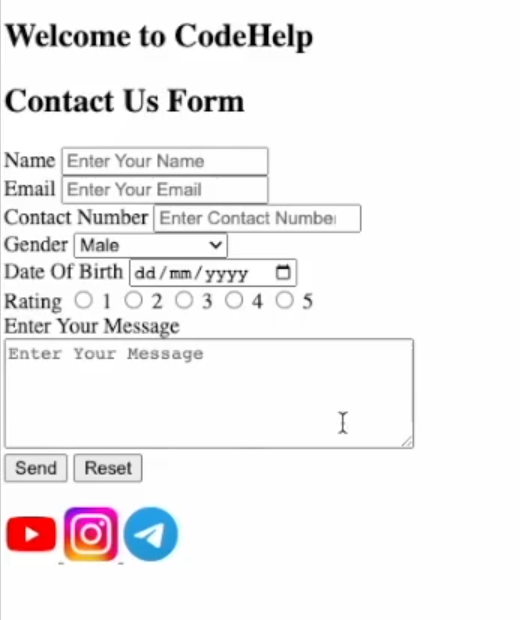 Welcome to CodeHelp
Contact Us Form
Name Enter Your Name
Email Enter Your Email
Contact Number Enter Contact Number
Gender Male
Date Of Birth dd/mm/yyyy
Rating 1 2 3 4 5
Enter Your Message
Enter Your Message
Send Reset